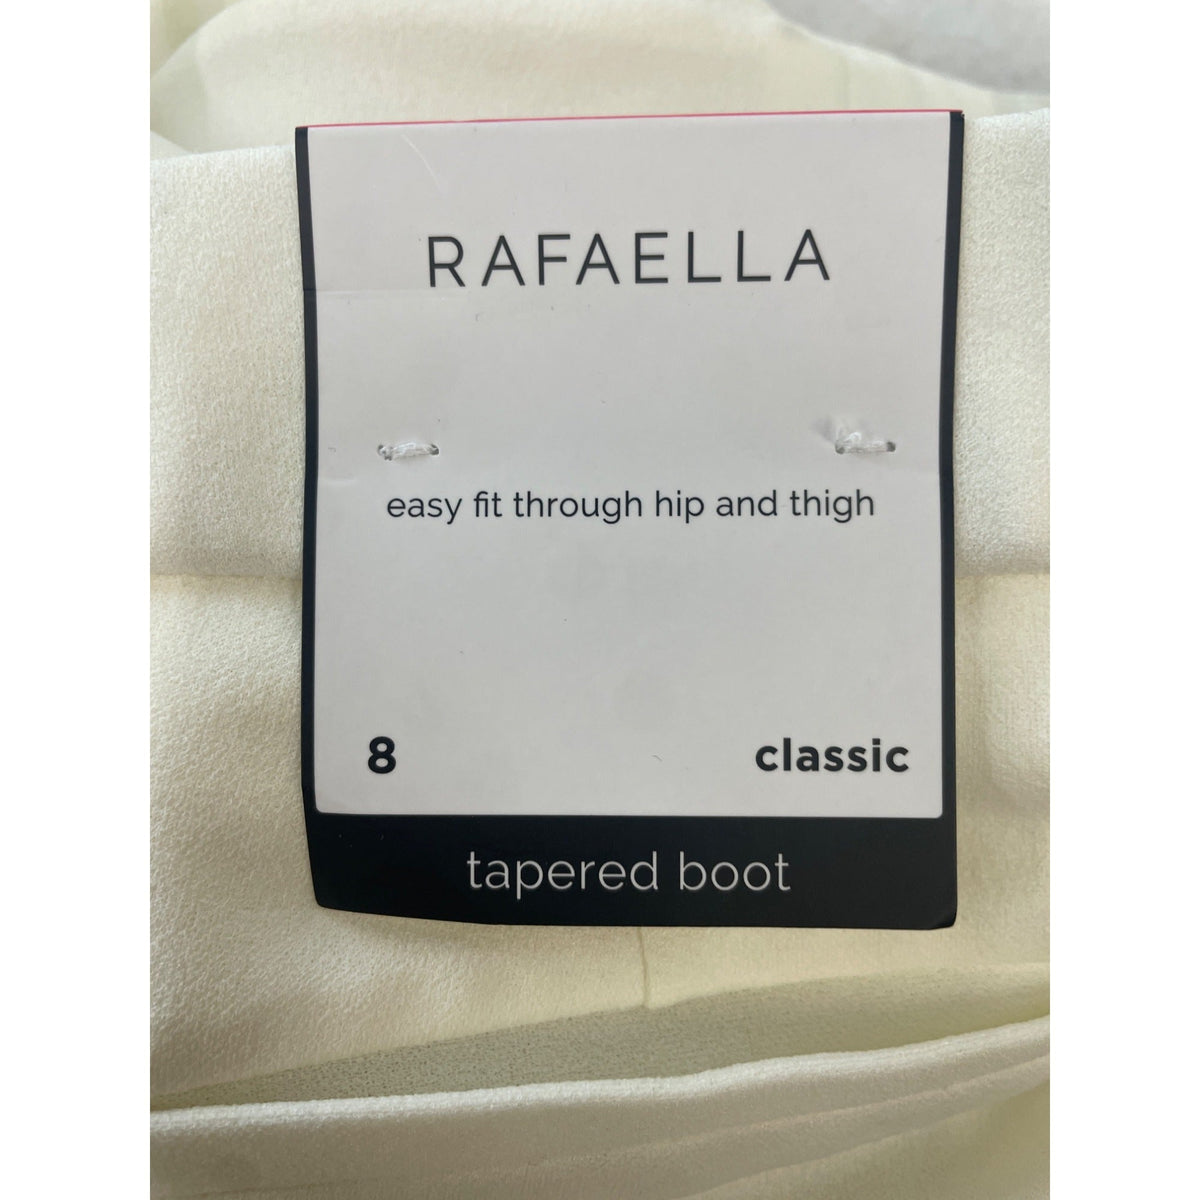 RAFAELLA
easy fit through hip and thigh
8 classic
tapered boot